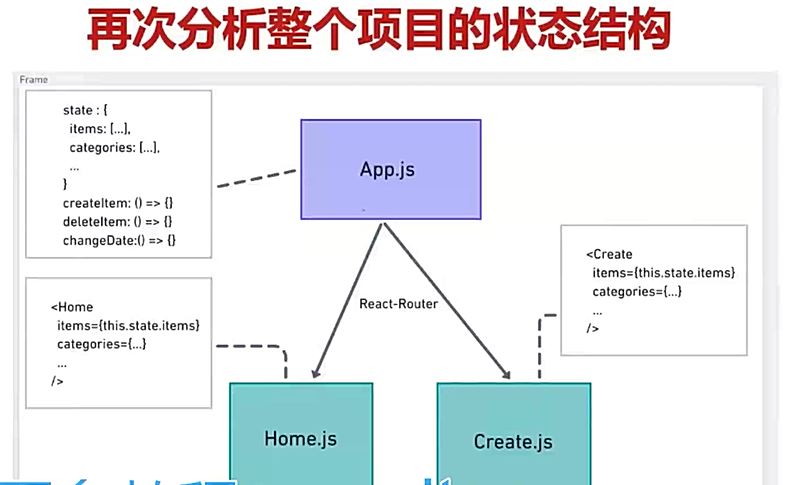 再次分析整个项目的状态结构
Frame
state : {
items: [...],
categories: [...],
...
}
createItem: () => {}
deleteItem: () => {}
changeDate:() => {}
App.js
<Create
items={this.state.items}
categories={...}
...
/>
React-Router
<Home
items={this.state.items}
categories={...}
...
/>
Home.js
Create.js